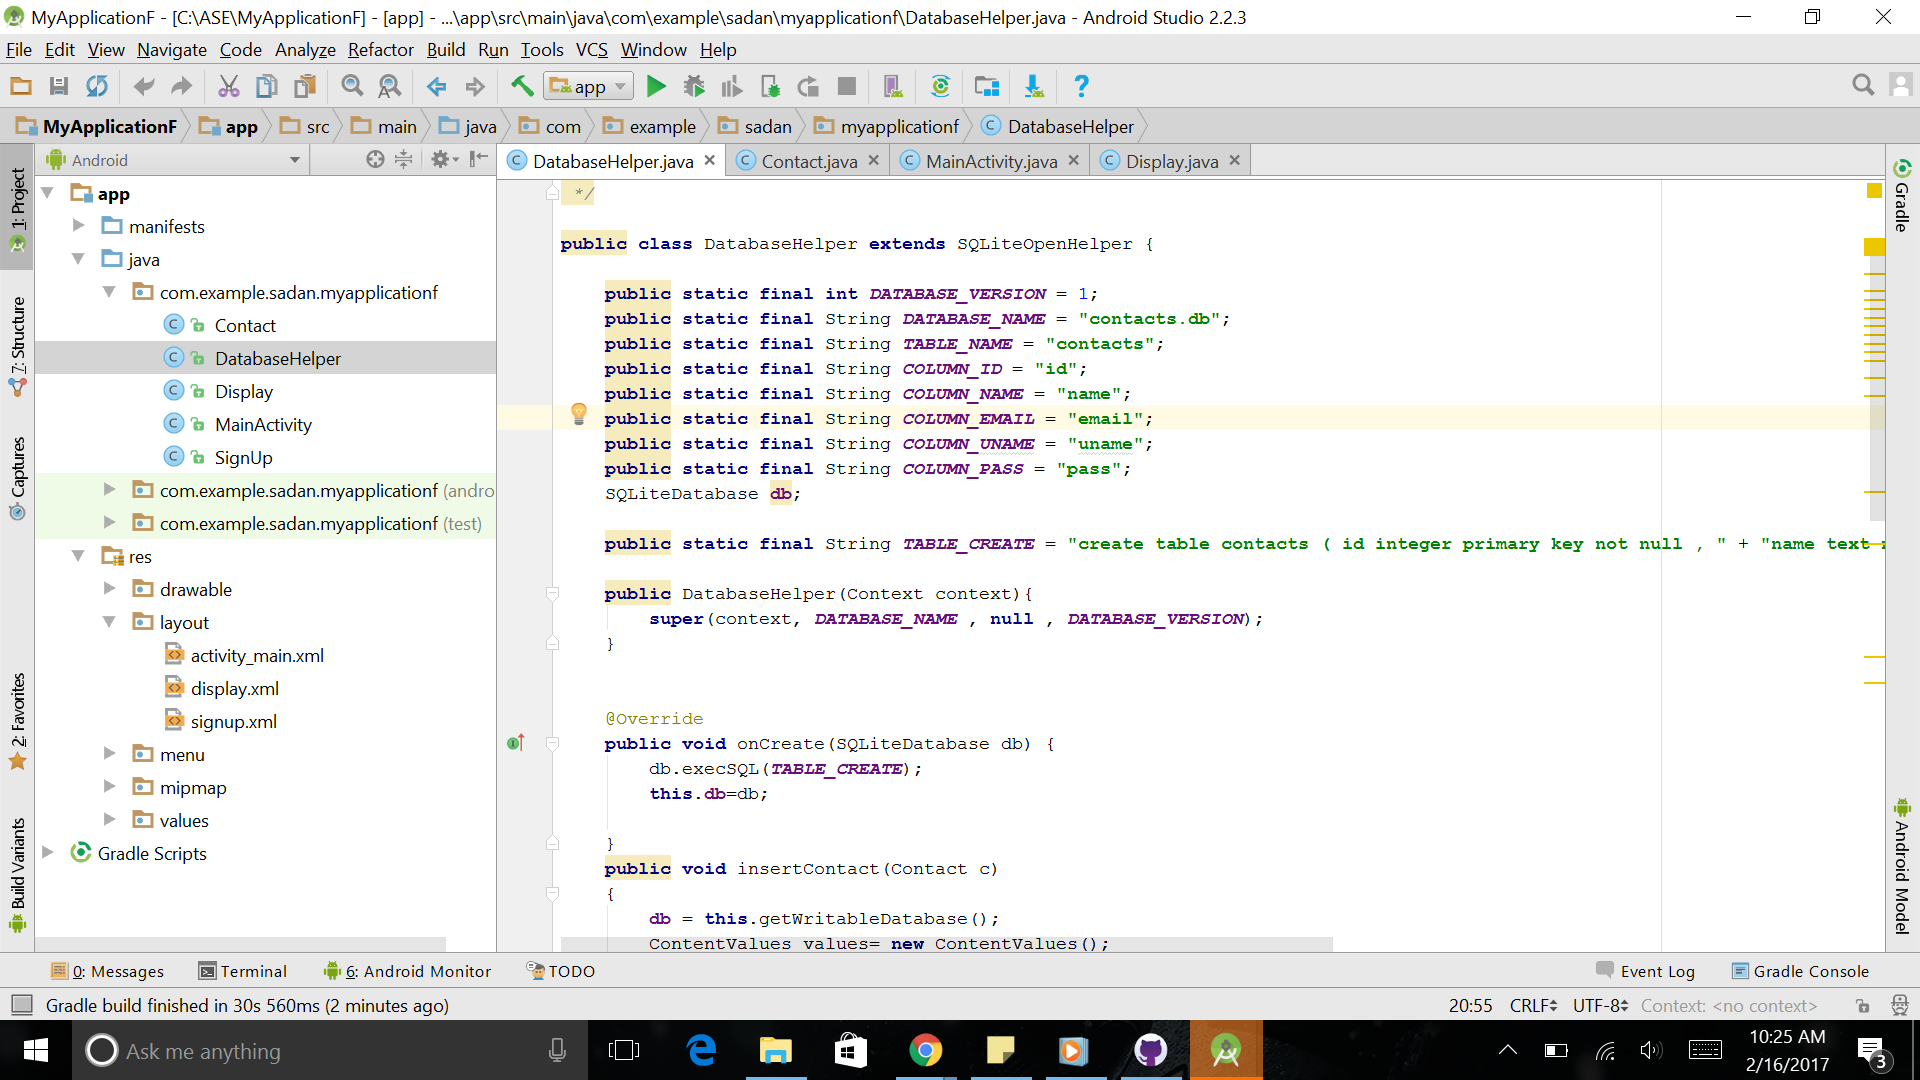 MyApplicationF - [C:\ASE\MyApplicationF] - [app] - ...\app\src\main\java\com\example\sadan\myapplicationf\DatabaseHelper.java - Android Studio 2.2.3
File Edit View Navigate Code Analyze Refactor Build Run Tools VCS Window Help
app
MyApplicationF app src main java com example sadan myapplicationf DatabaseHelper
Android
DatabaseHelper.java Contact.java MainActivity.java Display.java
1: Project
7: Structure
Captures
2: Favorites
Build Variants
app
manifests
java
com.example.sadan.myapplicationf
Contact
DatabaseHelper
Display
MainActivity
SignUp
com.example.sadan.myapplicationf (andro
com.example.sadan.myapplicationf (test)
res
drawable
layout
activity_main.xml
display.xml
signup.xml
menu
mipmap
values
Gradle Scripts
*/
public class DatabaseHelper extends SQLiteOpenHelper {
public static final int DATABASE_VERSION = 1;
public static final String DATABASE_NAME = "contacts.db";
public static final String TABLE_NAME = "contacts";
public static final String COLUMN_ID = "id";
public static final String COLUMN_NAME = "name";
public static final String COLUMN_EMAIL = "email";
public static final String COLUMN_UNAME = "uname";
public static final String COLUMN_PASS = "pass";
SQLiteDatabase db;
public static final String TABLE_CREATE = "create table contacts ( id integer primary key not null , " + "name text
public DatabaseHelper(Context context){
super(context, DATABASE_NAME , null , DATABASE_VERSION);
}
@Override
public void onCreate(SQLiteDatabase db) {
db.execSQL(TABLE_CREATE);
this.db=db;
}
public void insertContact(Contact c)
{
db = this.getWritableDatabase();
ContentValues values= new ContentValues();
Gradle
Android Model
0: Messages Terminal 6: Android Monitor TODO Event Log Gradle Console
Gradle build finished in 30s 560ms (2 minutes ago) 20:55 CRLF UTF-8 Context: <no context>
Ask me anything
10:25 AM
2/16/2017
3